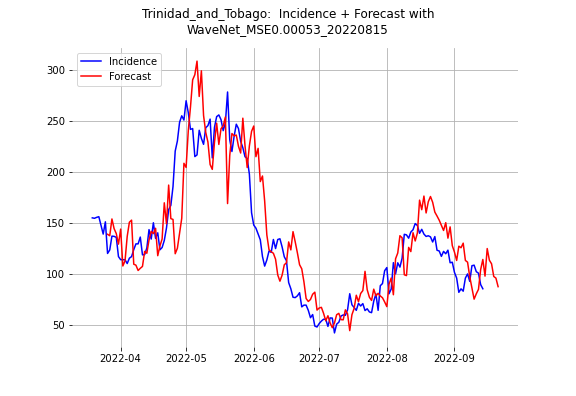 Trinidad_and_Tobago:  Incidence + Forecast with
WaveNet_MSE0.00053_20220815
Incidence
Forecast
300
250
200
150
100
50
2022-04 2022-05 2022-06 2022-07 2022-08 2022-09